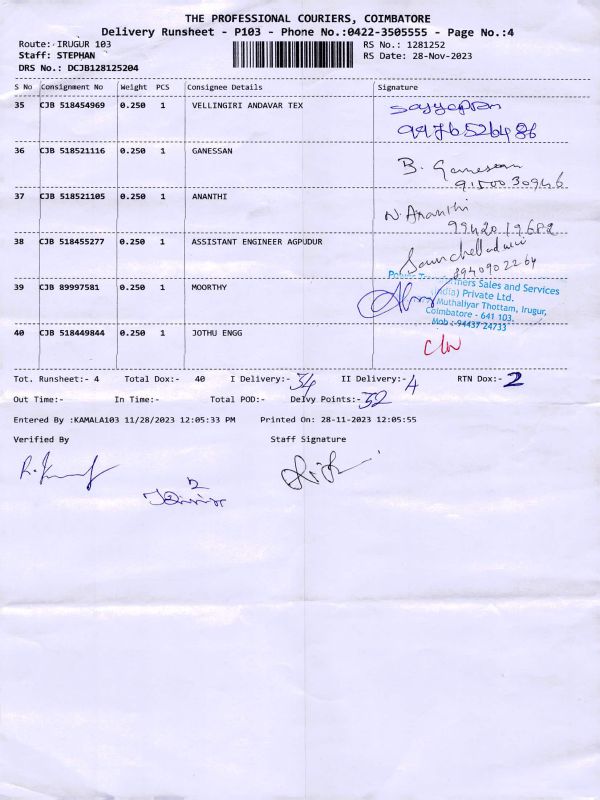 THE PROFESSIONAL COURIERS, COIMBATORE
Delivery Runsheet - P103 - Phone No.:0422-3505555 - Page No.:4
Route: IRUGUR 103
RS No.: 1281252
Staff: STEPHAN
RS Date: 28-Nov-2023
DRS No.: DCJB128125204
S No Consignment No Weight PCS Consignee Details Signature
35 CJB 518454969 0.250 1 VELLINGIRI ANDAVAR TEX
9976526486
36 CJB 518521116 0.250 1 GANESSAN B. Ganessan
9150030946
37 CJB 518521105 0.250 1 ANANTHI N. Ananthi
9942019682
38 CJB 518455277 0.250 1 ASSISTANT ENGINEER AGPUDUR
8940902264
39 CJB 89997581 0.250 1 MOORTHY
Sales and Services
(India) Private Ltd.
Muthaliyar Thottam, Irugur,
Coimbatore - 641 103.
Mob : 94437 24733
40 CJB 518449844 0.250 1 JOTHU ENGG
Tot. Runsheet:- 4 Total Dox:- 40 I Delivery:- 34 II Delivery:- 4 RTN Dox:- 2
Out Time:- In Time:- Total POD:- Delvy Points:- 32
Entered By :KAMALA103 11/28/2023 12:05:33 PM Printed On: 28-11-2023 12:05:55
Verified By Staff Signature